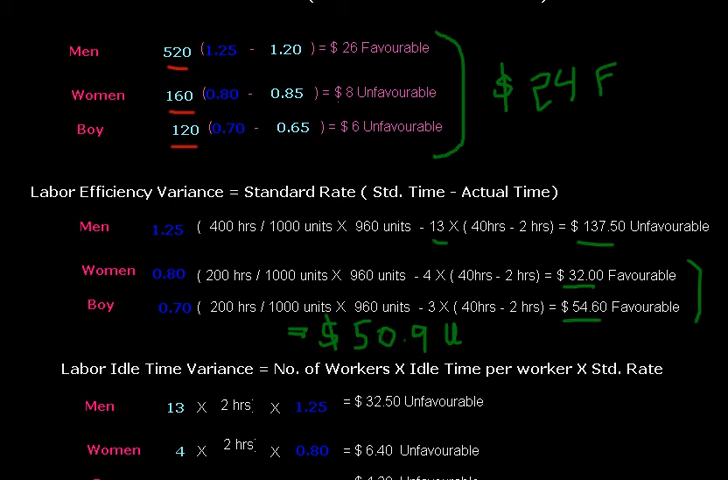 Men 520 (1.25 - 1.20 ) = $ 26 Favourable
$ 24 F
Women 160 (0.80 - 0.85 ) = $ 8 Unfavourable
Boy 120 (0.70 - 0.65 ) = $ 6 Unfavourable
Labor Efficiency Variance = Standard Rate ( Std. Time - Actual Time)
Men 1.25 ( 400 hrs / 1000 units X 960 units - 13 X ( 40hrs - 2 hrs) = $ 137.50 Unfavourable
Women 0.80 ( 200 hrs / 1000 units X 960 units - 4 X ( 40hrs - 2 hrs) = $ 32.00 Favourable
Boy 0.70 ( 200 hrs / 1000 units X 960 units - 3 X ( 40hrs - 2 hrs) = $ 54.60 Favourable
= $ 50.9 U
Labor Idle Time Variance = No. of Workers X Idle Time per worker X Std. Rate
Men 13 X 2 hrs X 1.25 = $ 32.50 Unfavourable
Women 4 X 2 hrs X 0.80 = $ 6.40 Unfavourable